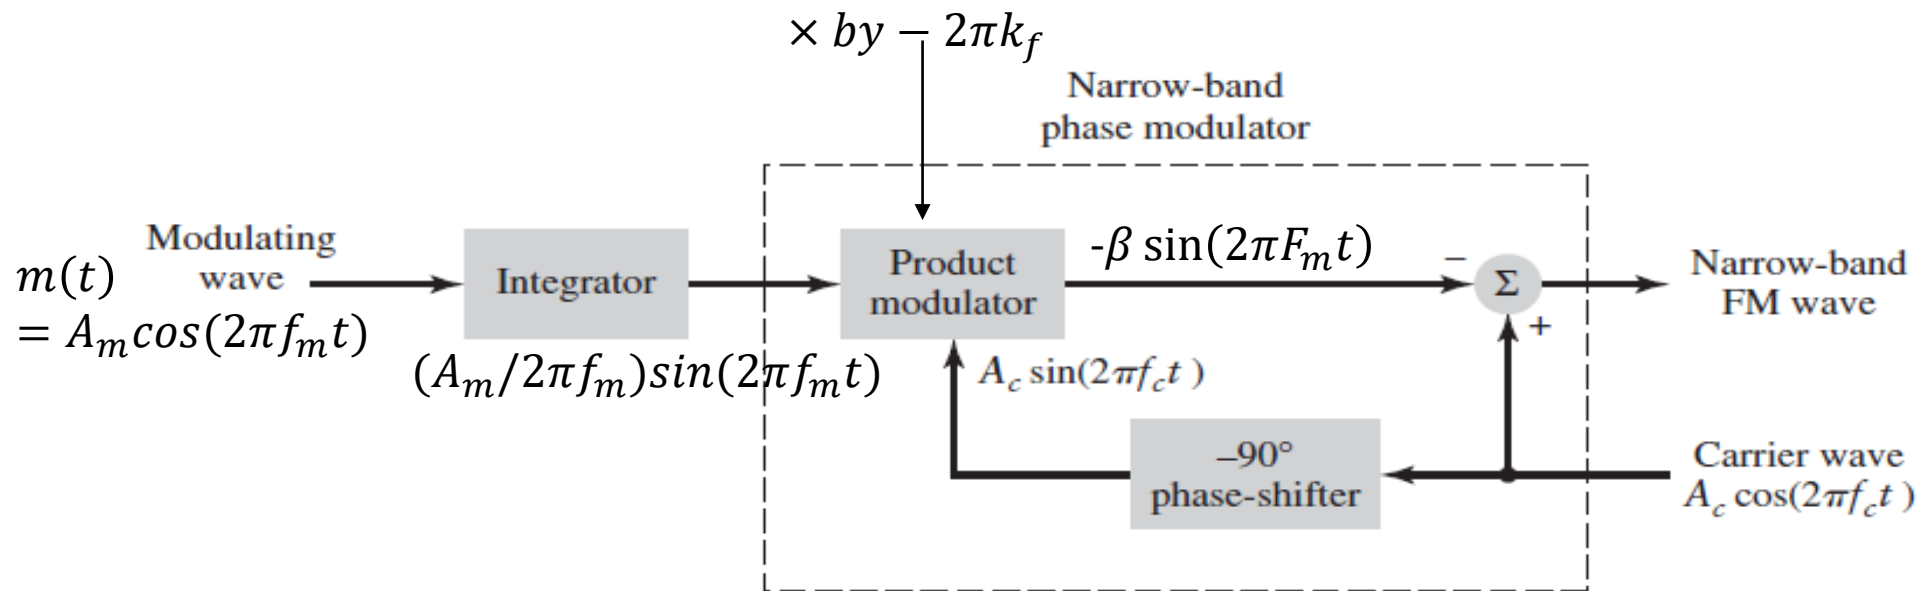 × by − 2πk_f
Narrow-band
phase modulator
Modulating
wave
m(t)
= A_m cos(2πf_m t)
Integrator
(A_m/2πf_m)sin(2πf_m t)
Product
modulator
-β sin(2πF_m t)
−
Σ
+
Narrow-band
FM wave
A_c sin(2πf_c t )
–90°
phase-shifter
Carrier wave
A_c cos(2πf_c t )